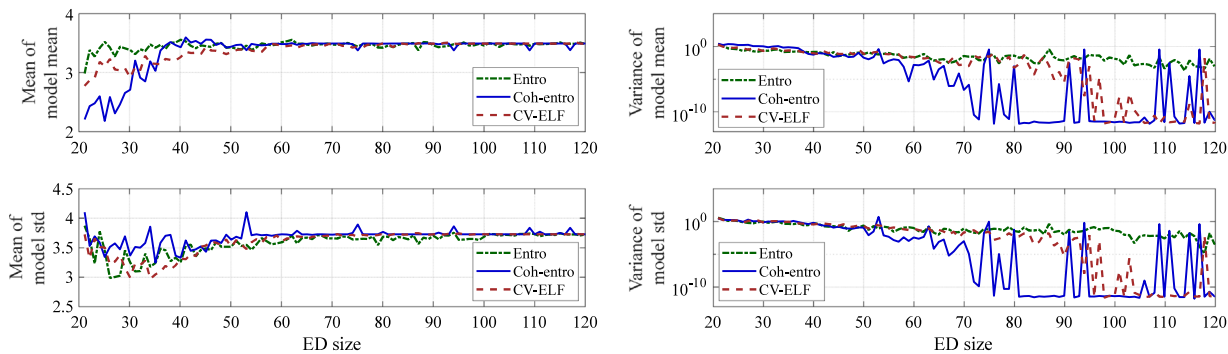 Mean of
model mean
4
3
2
20 30 40 50 60 70 80 90 100 110 120
Entro
Coh-entro
CV-ELF
Variance of
model mean
10^0
10^-10
20 30 40 50 60 70 80 90 100 110 120
Entro
Coh-entro
CV-ELF
Mean of
model std
4.5
4
3.5
3
2.5
20 30 40 50 60 70 80 90 100 110 120
Entro
Coh-entro
CV-ELF
ED size
Variance of
model std
10^0
10^-10
20 30 40 50 60 70 80 90 100 110 120
Entro
Coh-entro
CV-ELF
ED size